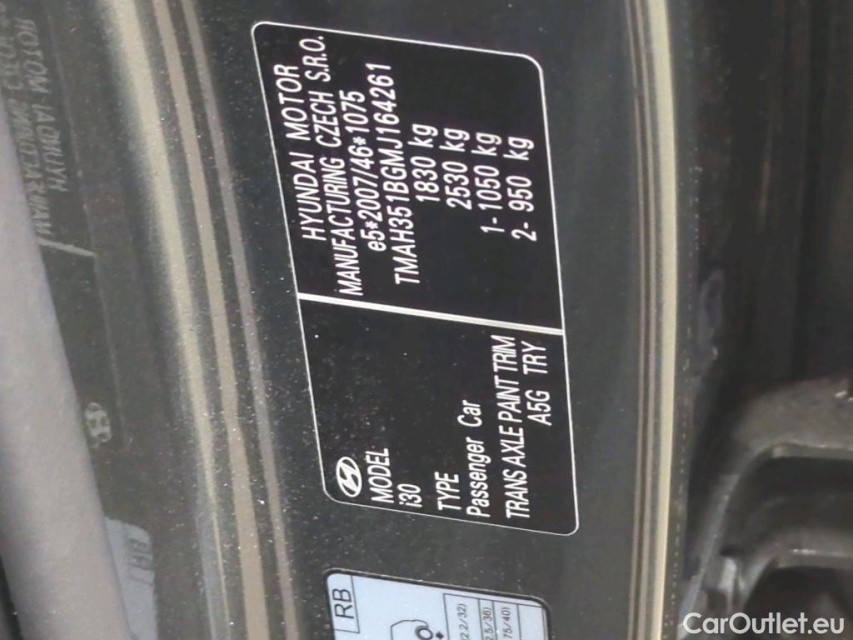 HYUNDAI MOTOR
MANUFACTURING CZECH S.R.O.
e5*2007/46*1075
TMAH351BGMJ164261
1830 kg
2530 kg
1- 1050 kg
2- 950 kg
MODEL
i30
TYPE
Passenger Car
TRANS AXLE PAINT TRIM
A5G TRY
RB
CarOutlet.eu